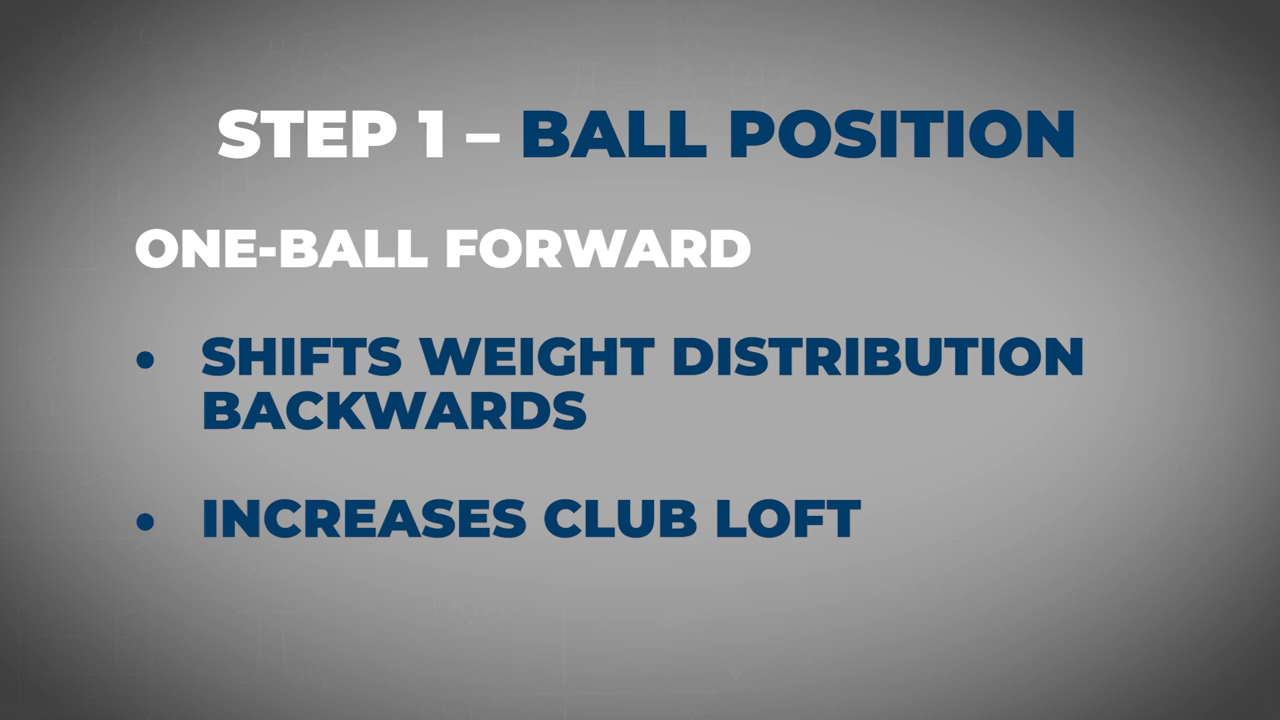 STEP 1 – BALL POSITION
ONE-BALL FORWARD
• SHIFTS WEIGHT DISTRIBUTION
BACKWARDS
• INCREASES CLUB LOFT